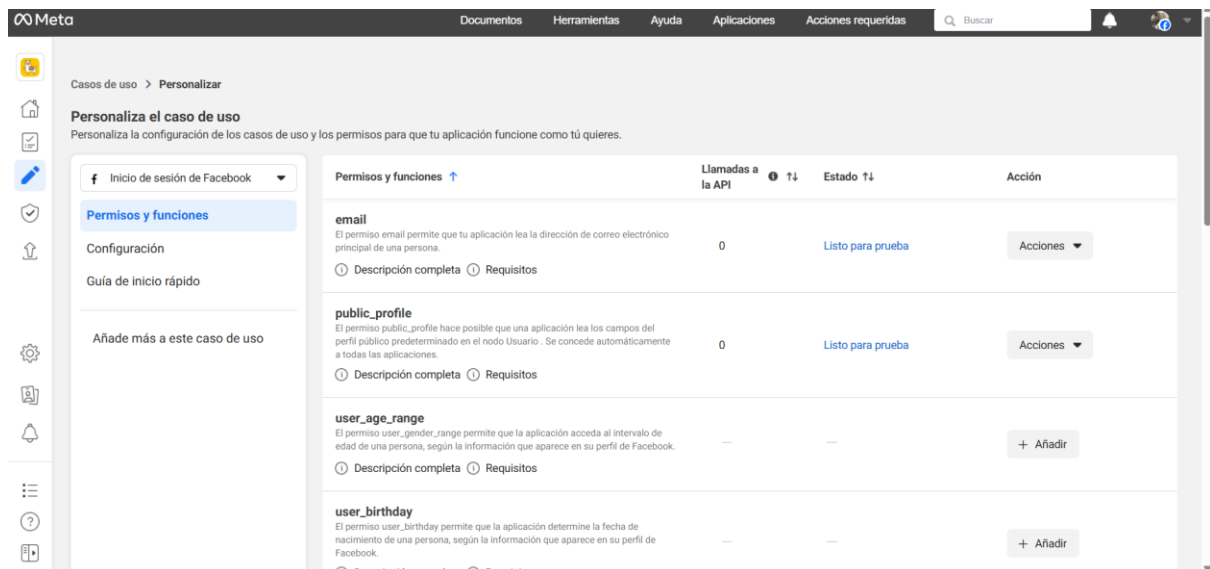 Meta
Documentos Herramientas Ayuda Aplicaciones Acciones requeridas Buscar
Casos de uso > Personalizar
Personaliza el caso de uso
Personaliza la configuración de los casos de uso y los permisos para que tu aplicación funcione como tú quieres.
Inicio de sesión de Facebook
Permisos y funciones
Configuración
Guía de inicio rápido
Añade más a este caso de uso
Permisos y funciones ↑
Llamadas a
la API
Estado ↑↓
Acción
email
El permiso email permite que tu aplicación lea la dirección de correo electrónico
principal de una persona.
Descripción completa Requisitos
0
Listo para prueba
Acciones
public_profile
El permiso public_profile hace posible que una aplicación lea los campos del
perfil público predeterminado en el nodo Usuario . Se concede automáticamente
a todas las aplicaciones.
Descripción completa Requisitos
0
Listo para prueba
Acciones
user_age_range
El permiso user_gender_range permite que la aplicación acceda al intervalo de
edad de una persona, según la información que aparece en su perfil de Facebook.
Descripción completa Requisitos
—
—
+ Añadir
user_birthday
El permiso user_birthday permite que la aplicación determine la fecha de
nacimiento de una persona, según la información que aparece en su perfil de
Facebook.
—
—
+ Añadir